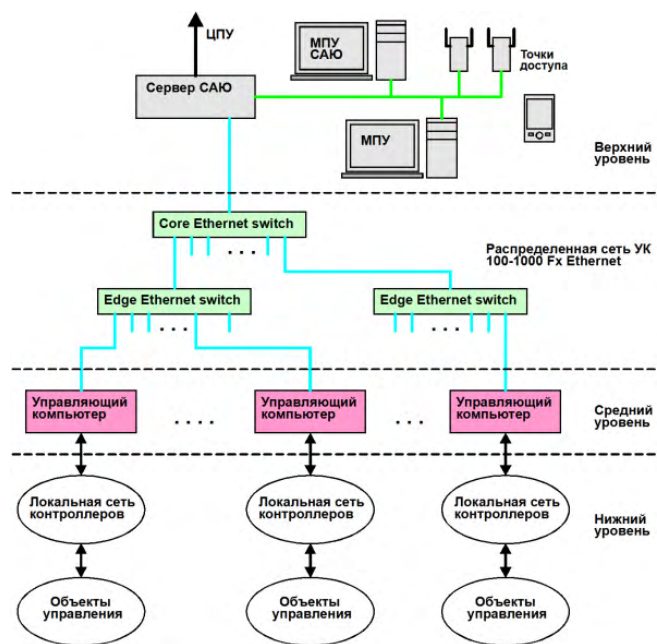 ЦПУ
МПУ
САЮ
Точки
доступа
Сервер САЮ
МПУ
Верхний
уровень
Core Ethernet switch
Распределенная сеть УК
100-1000 Fx Ethernet
Edge Ethernet switch
Edge Ethernet switch
Управляющий
компьютер
Управляющий
компьютер
Управляющий
компьютер
Средний
уровень
Локальная сеть
контроллеров
Локальная сеть
контроллеров
Локальная сеть
контроллеров
Нижний
уровень
Объекты
управления
Объекты
управления
Объекты
управления